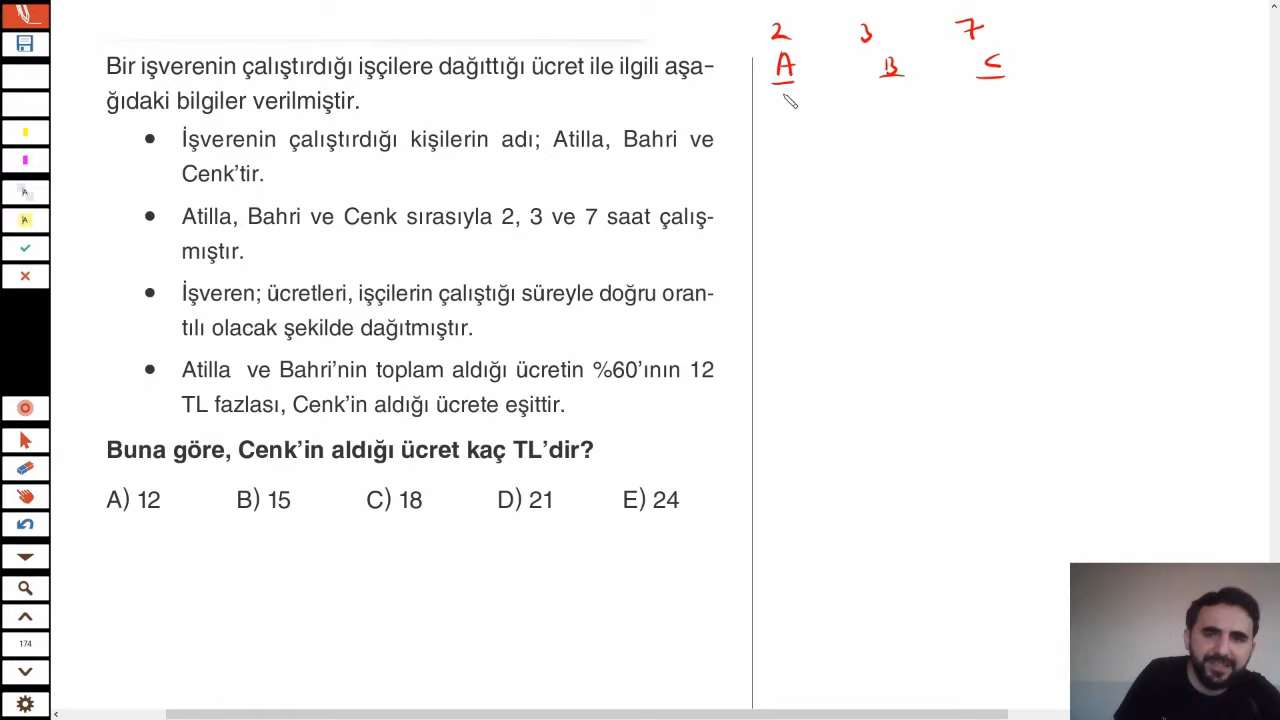 2 3 7
A B C
Bir işverenin çalıştırdığı işçilere dağıttığı ücret ile ilgili aşa-
ğıdaki bilgiler verilmiştir.
• İşverenin çalıştırdığı kişilerin adı; Atilla, Bahri ve
Cenk’tir.
• Atilla, Bahri ve Cenk sırasıyla 2, 3 ve 7 saat çalış-
mıştır.
• İşveren; ücretleri, işçilerin çalıştığı süreyle doğru oran-
tılı olacak şekilde dağıtmıştır.
• Atilla ve Bahri’nin toplam aldığı ücretin %60’ının 12
TL fazlası, Cenk’in aldığı ücrete eşittir.
Buna göre, Cenk’in aldığı ücret kaç TL’dir?
A) 12 B) 15 C) 18 D) 21 E) 24
A
A
174